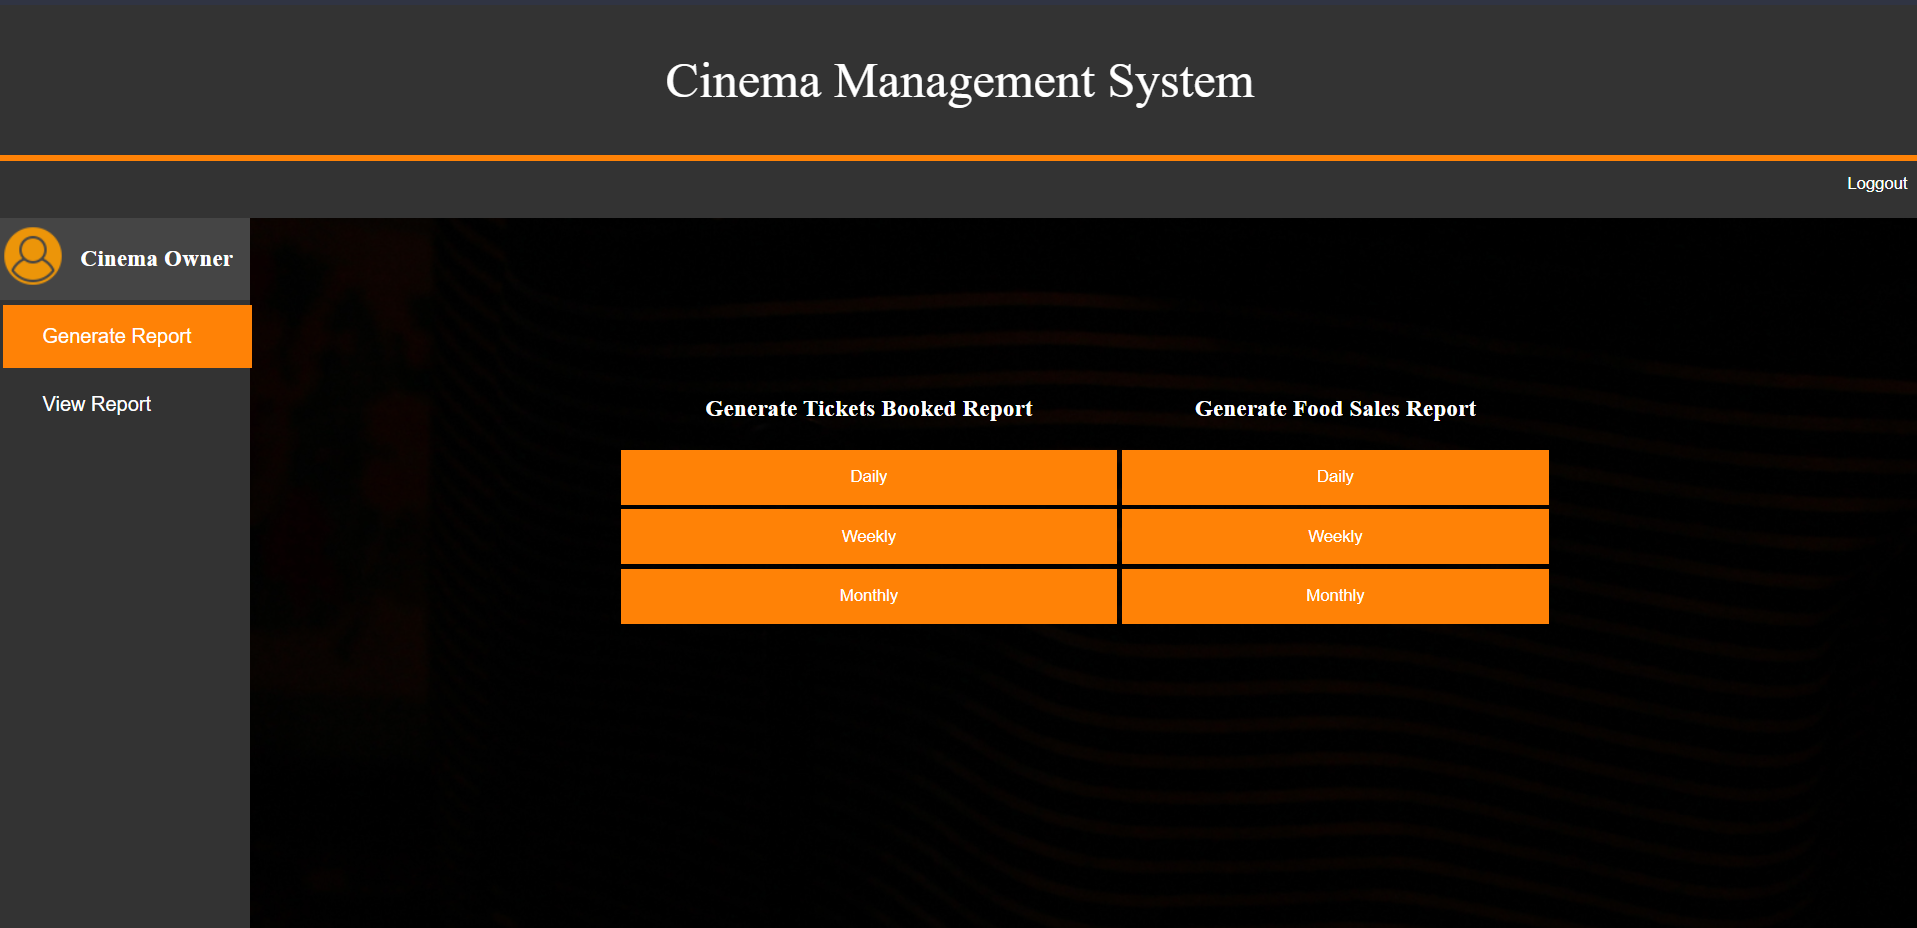 Cinema Management System
Loggout
Cinema Owner
Generate Report
View Report
Generate Tickets Booked Report
Generate Food Sales Report
Daily
Daily
Weekly
Weekly
Monthly
Monthly